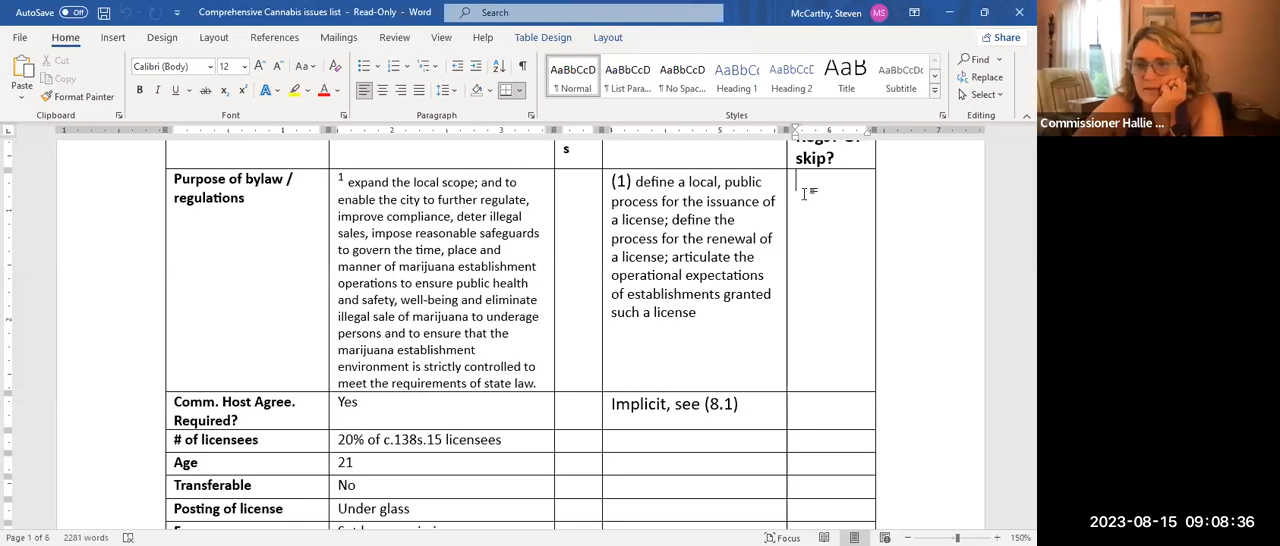 AutoSave Off Comprehensive Cannabis issues list - Read-Only - Word Search McCarthy, Steven MS
File Home Insert Design Layout References Mailings Review View Help Table Design Layout Share
Cut
Copy
Paste
Format Painter
Clipboard
Calibri (Body) 12
Font
Paragraph
AaBbCcD AaBbCcD AaBbCcD AaBbC( AaBbCcD AaB AaBbCcDc
¶ Normal ¶ List Para... ¶ No Spac... Heading 1 Heading 2 Title Subtitle
Styles
Find
Replace
Select
Editing
Commissioner Hallie ...
s
skip?
Purpose of bylaw /
regulations
1 expand the local scope; and to
enable the city to further regulate,
improve compliance, deter illegal
sales, impose reasonable safeguards
to govern the time, place and
manner of marijuana establishment
operations to ensure public health
and safety, well-being and eliminate
illegal sale of marijuana to underage
persons and to ensure that the
marijuana establishment
environment is strictly controlled to
meet the requirements of state law.
(1) define a local, public
process for the issuance of
a license; define the
process for the renewal of
a license; articulate the
operational expectations
of establishments granted
such a license
Comm. Host Agree.
Required?
Yes
Implicit, see (8.1)
# of licensees
20% of c.138s.15 licensees
Age
21
Transferable
No
Posting of license
Under glass
Page 1 of 6 2281 words Focus 150%
2023-08-15 09:08:36